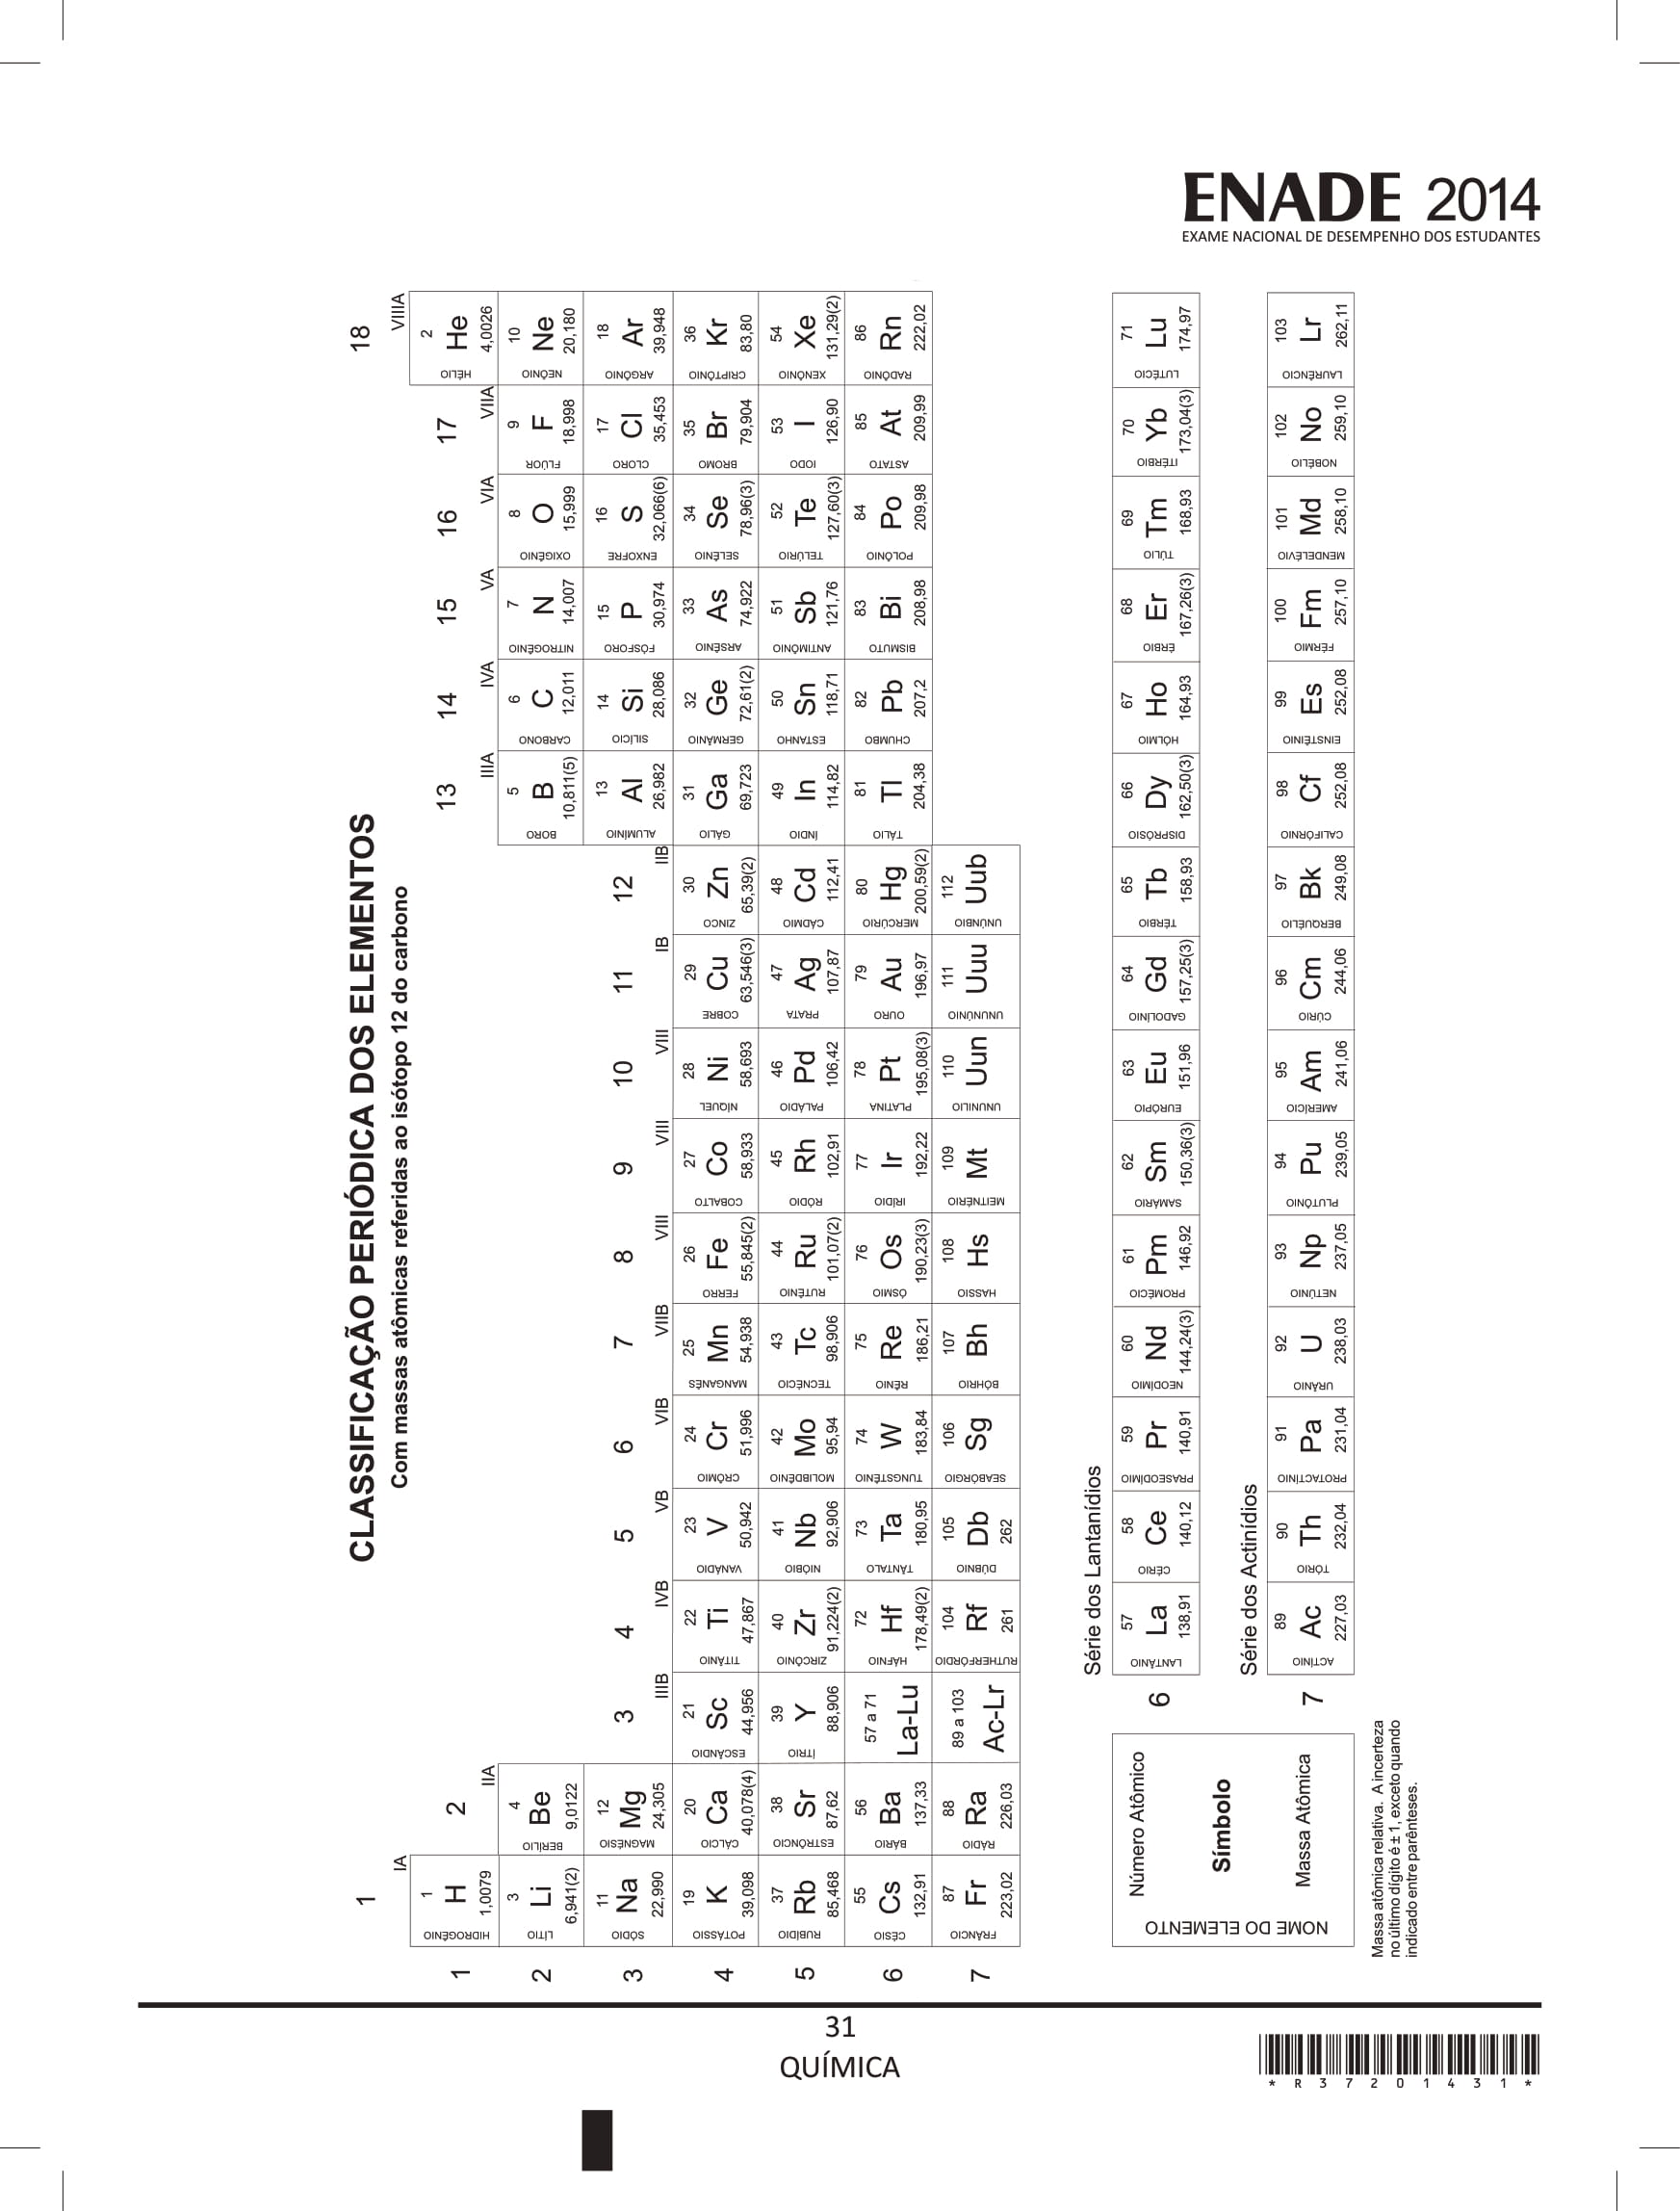 ENADE 2014
EXAME NACIONAL DE DESEMPENHO DOS ESTUDANTES
CLASSIFICAÇÃO PERIÓDICA DOS ELEMENTOS
Com massas atômicas referidas ao isótopo 12 do carbono
1 2 3 4 5 6 7 8 9 10 11 12 13 14 15 16 17 18
IA IIA IIIB IVB VB VIB VIIB VIII VIII VIII IB IIB IIIA IVA VA VIA VIIA VIIIA
1
HIDROGÊNIO 1 H 1,0079
HÉLIO 2 He 4,0026
2
LÍTIO 3 Li 6,941(2)
BERÍLIO 4 Be 9,0122
BORO 5 B 10,811(5)
CARBONO 6 C 12,011
NITROGÊNIO 7 N 14,007
OXIGÊNIO 8 O 15,999
FLÚOR 9 F 18,998
NEÔNIO 10 Ne 20,180
3
SÓDIO 11 Na 22,990
MAGNÉSIO 12 Mg 24,305
ALUMÍNIO 13 Al 26,982
SILÍCIO 14 Si 28,086
FÓSFORO 15 P 30,974
ENXOFRE 16 S 32,066(6)
CLORO 17 Cl 35,453
ARGÔNIO 18 Ar 39,948
4
POTÁSSIO 19 K 39,098
CÁLCIO 20 Ca 40,078(4)
ESCÂNDIO 21 Sc 44,956
TITÂNIO 22 Ti 47,867
VANÁDIO 23 V 50,942
CRÔMIO 24 Cr 51,996
MANGANÊS 25 Mn 54,938
FERRO 26 Fe 55,845(2)
COBALTO 27 Co 58,933
NÍQUEL 28 Ni 58,693
COBRE 29 Cu 63,546(3)
ZINCO 30 Zn 65,39(2)
GÁLIO 31 Ga 69,723
GERMÂNIO 32 Ge 72,61(2)
ARSÊNIO 33 As 74,922
SELÊNIO 34 Se 78,96(3)
BROMO 35 Br 79,904
CRIPTÔNIO 36 Kr 83,80
5
RUBÍDIO 37 Rb 85,468
ESTRÔNCIO 38 Sr 87,62
ÍTRIO 39 Y 88,906
ZIRCÔNIO 40 Zr 91,224(2)
NIÓBIO 41 Nb 92,906
MOLIBDÊNIO 42 Mo 95,94
TECNÉCIO 43 Tc 98,906
RUTÊNIO 44 Ru 101,07(2)
RÓDIO 45 Rh 102,91
PALÁDIO 46 Pd 106,42
PRATA 47 Ag 107,87
CÁDMIO 48 Cd 112,41
ÍNDIO 49 In 114,82
ESTANHO 50 Sn 118,71
ANTIMÔNIO 51 Sb 121,76
TELÚRIO 52 Te 127,60(3)
IODO 53 I 126,90
XENÔNIO 54 Xe 131,29(2)
6
CÉSIO 55 Cs 132,91
BÁRIO 56 Ba 137,33
57 a 71 La-Lu
HÁFNIO 72 Hf 178,49(2)
TÂNTALO 73 Ta 180,95
TUNGSTÊNIO 74 W 183,84
RÊNIO 75 Re 186,21
ÓSMIO 76 Os 190,23(3)
IRÍDIO 77 Ir 192,22
PLATINA 78 Pt 195,08(3)
OURO 79 Au 196,97
MERCÚRIO 80 Hg 200,59(2)
TÁLIO 81 Tl 204,38
CHUMBO 82 Pb 207,2
BISMUTO 83 Bi 208,98
POLÔNIO 84 Po 209,98
ASTATO 85 At 209,99
RADÔNIO 86 Rn 222,02
7
FRÂNCIO 87 Fr 223,02
RÁDIO 88 Ra 226,03
89 a 103 Ac-Lr
RUTHERFÓRDIO 104 Rf 261
DÚBNIO 105 Db 262
SEABÓRGIO 106 Sg
BÓHRIO 107 Bh
HASSIO 108 Hs
MEITNÉRIO 109 Mt
UNUNILIO 110 Uun
UNUNÚNIO 111 Uuu
UNÚNBIO 112 Uub
Série dos Lantanídios
6
LANTÂNIO 57 La 138,91
CÉRIO 58 Ce 140,12
PRASEODÍMIO 59 Pr 140,91
NEODÍMIO 60 Nd 144,24(3)
PROMÉCIO 61 Pm 146,92
SAMÁRIO 62 Sm 150,36(3)
EURÓPIO 63 Eu 151,96
GADOLÍNIO 64 Gd 157,25(3)
TÉRBIO 65 Tb 158,93
DISPRÓSIO 66 Dy 162,50(3)
HÓLMIO 67 Ho 164,93
ÉRBIO 68 Er 167,26(3)
TÚLIO 69 Tm 168,93
ITÉRBIO 70 Yb 173,04(3)
LUTÉCIO 71 Lu 174,97
Série dos Actinídios
7
ACTÍNIO 89 Ac 227,03
TÓRIO 90 Th 232,04
PROTACTÍNIO 91 Pa 231,04
URÂNIO 92 U 238,03
NETÚNIO 93 Np 237,05
PLUTÔNIO 94 Pu 239,05
AMERÍCIO 95 Am 241,06
CÚRIO 96 Cm 244,06
BERQUÉLIO 97 Bk 249,08
CALIFÓRNIO 98 Cf 252,08
EINSTÊINIO 99 Es 252,08
FÉRMIO 100 Fm 257,10
MENDELÉVIO 101 Md 258,10
NOBÉLIO 102 No 259,10
LAURÊNCIO 103 Lr 262,11
NOME DO ELEMENTO
Número Atômico
Símbolo
Massa Atômica
Massa atômica relativa. A incerteza
no último dígito é ± 1, exceto quando
indicado entre parênteses.
31
QUÍMICA
* R 3 7 2 0 1 4 3 1 *